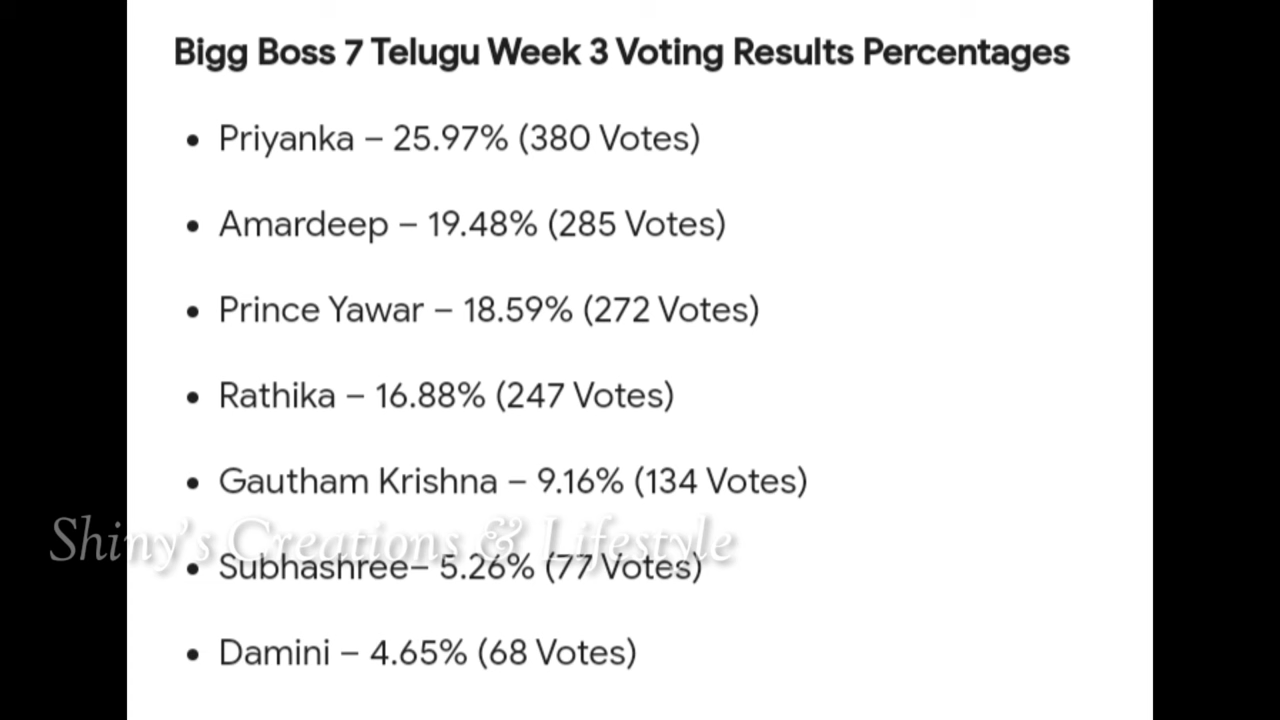 Bigg Boss 7 Telugu Week 3 Voting Results Percentages
• Priyanka – 25.97% (380 Votes)
• Amardeep – 19.48% (285 Votes)
• Prince Yawar – 18.59% (272 Votes)
• Rathika – 16.88% (247 Votes)
• Gautham Krishna – 9.16% (134 Votes)
Shiny's Creations & Lifestyle
• Subhashree– 5.26% (77 Votes)
• Damini – 4.65% (68 Votes)